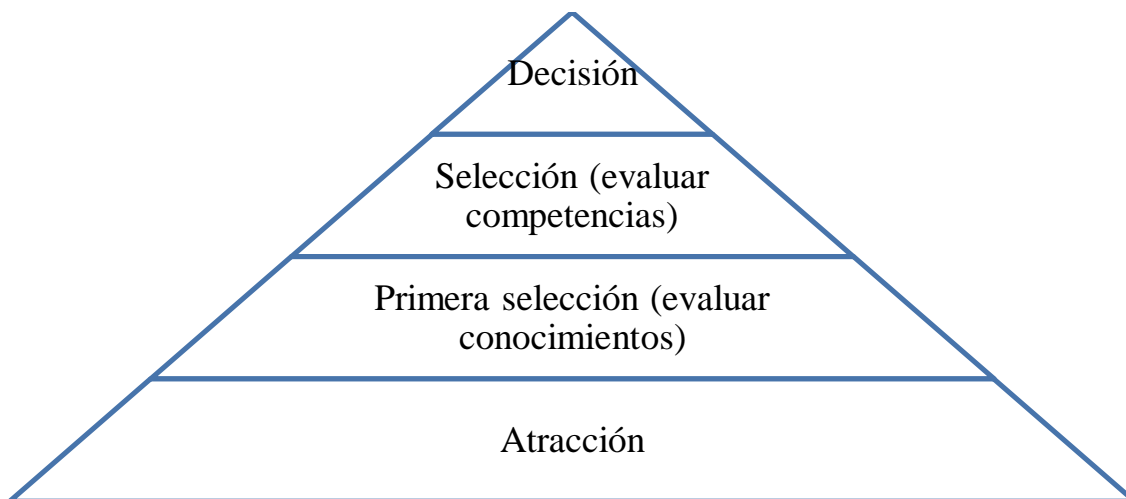 Decisión
Selección (evaluar
competencias)
Primera selección (evaluar
conocimientos)
Atracción